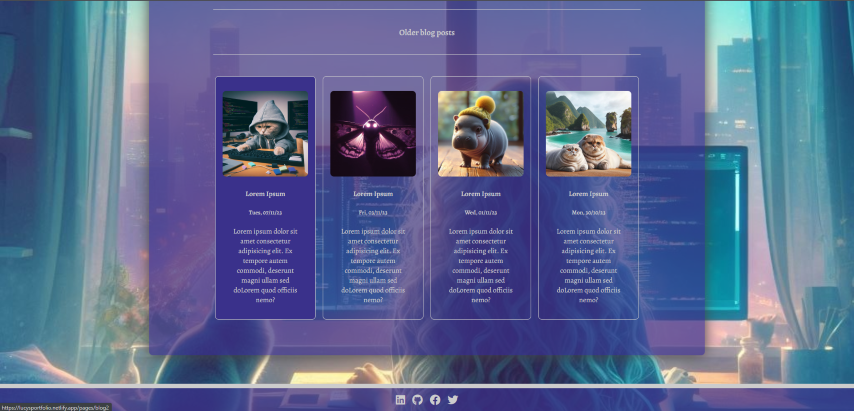 Older blog posts
Lorem Ipsum
Tues, 07/11/22
Lorem ipsum dolor sit
amet consectetur
adipisicing elit. Ex
tempore autem
commodi, deserunt
magni ullam sed
doLorem quod officiis
nemo?
Lorem Ipsum
Fri, 03/11/22
Lorem ipsum dolor sit
amet consectetur
adipisicing elit. Ex
tempore autem
commodi, deserunt
magni ullam sed
doLorem quod officiis
nemo?
Lorem Ipsum
Wed, 01/11/22
Lorem ipsum dolor sit
amet consectetur
adipisicing elit. Ex
tempore autem
commodi, deserunt
magni ullam sed
doLorem quod officiis
nemo?
Lorem Ipsum
Mon, 30/10/22
Lorem ipsum dolor sit
amet consectetur
adipisicing elit. Ex
tempore autem
commodi, deserunt
magni ullam sed
doLorem quod officiis
nemo?
https://lucysportfolio.netlify.app/pages/blog2